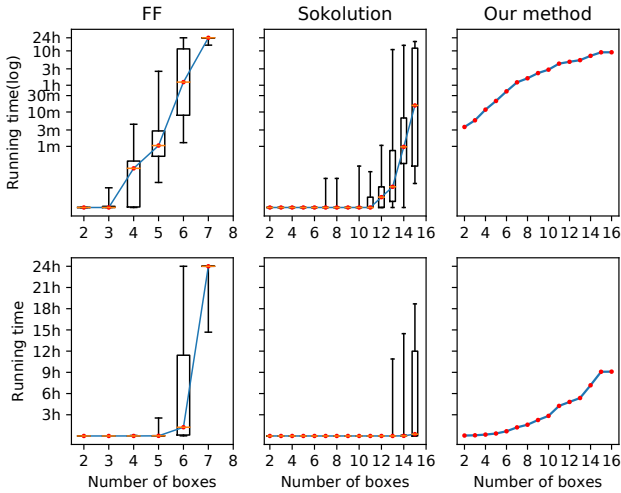 FF
Sokolution
Our method
Running time(log)
24h
10h
3h
1h
30m
10m
3m
1m
2 3 4 5 6 7 8
2 4 6 8 10 12 14 16
2 4 6 8 10 12 14 16
Running time
24h
21h
18h
15h
12h
9h
6h
3h
2 3 4 5 6 7 8
2 4 6 8 10 12 14 16
2 4 6 8 10 12 14 16
Number of boxes
Number of boxes
Number of boxes